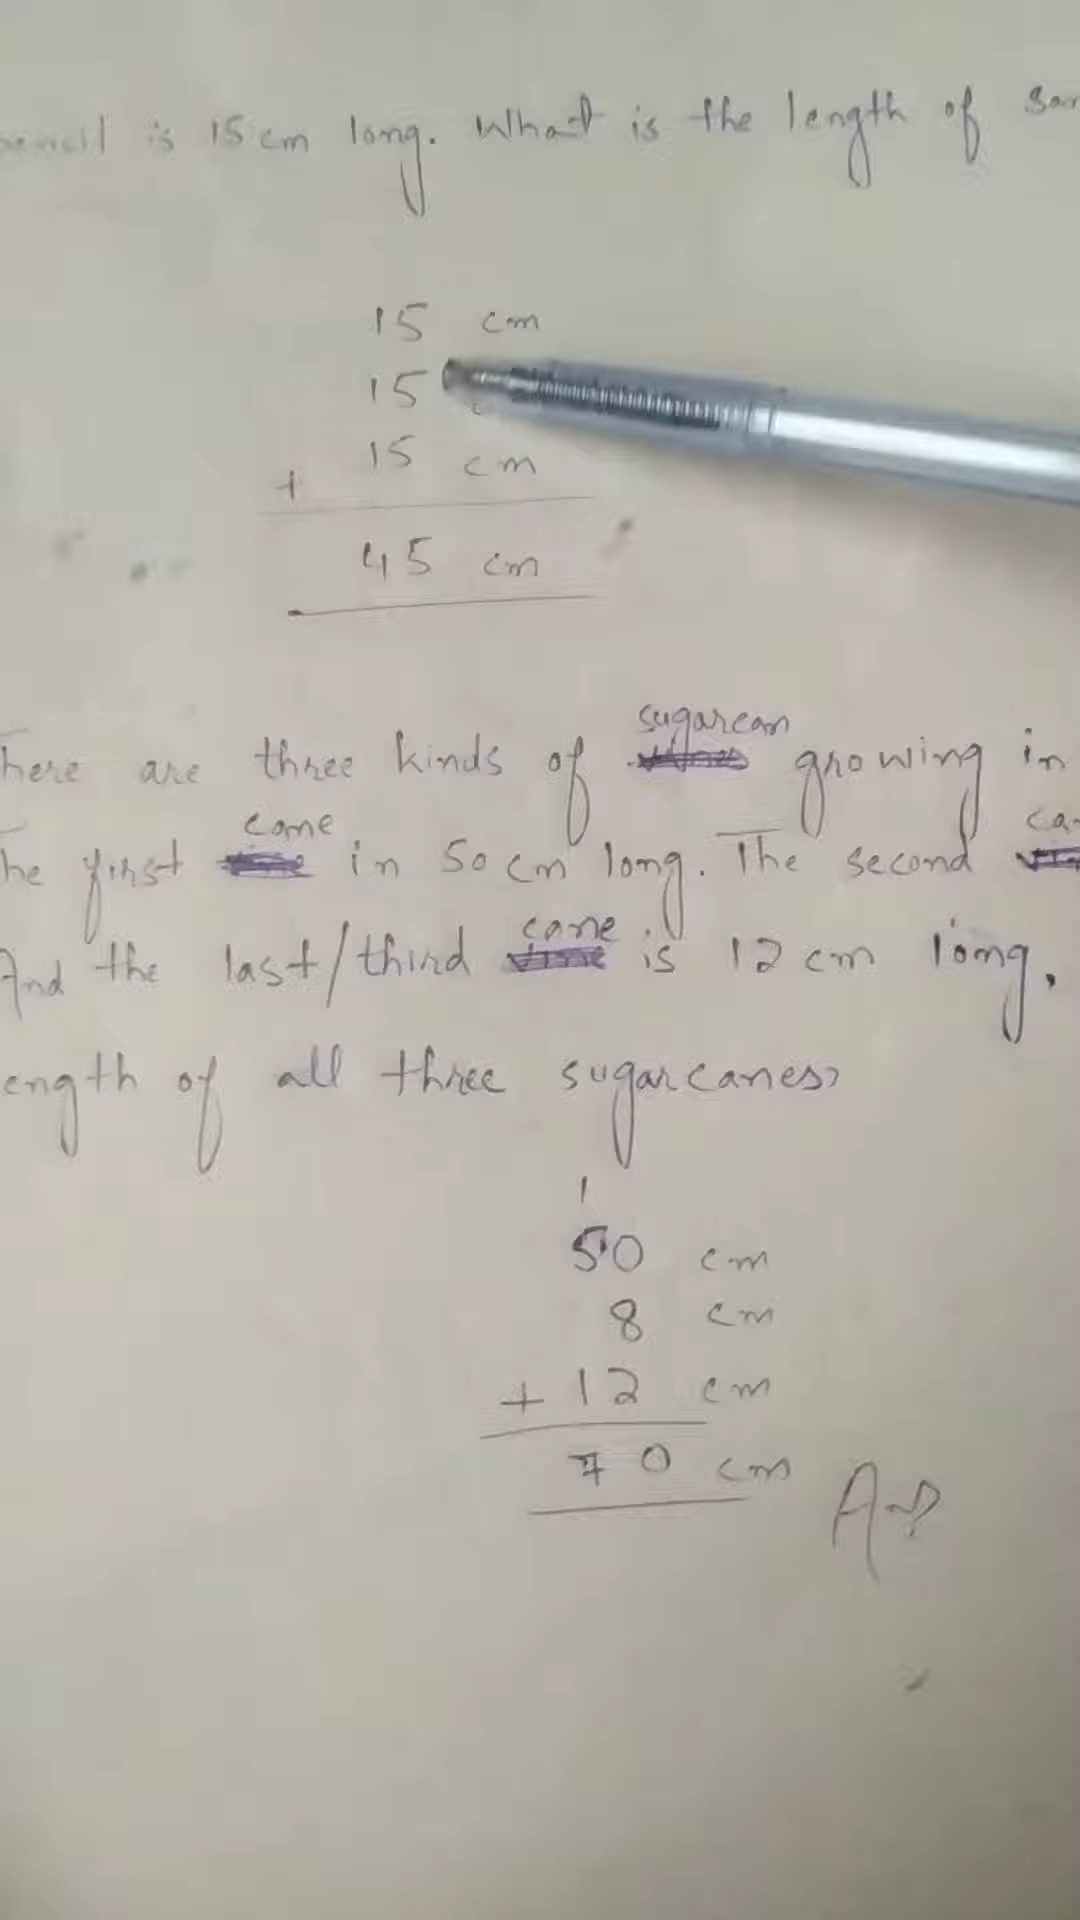 is 15 cm long. What is the length of
15 cm
15
15 cm
+
45 cm
sugarcan
here are three kinds of growing in
cane
he first in 50 cm long. The second
cane
And the last/third vine is 12 cm long.
ength of all three sugarcanes?
1
50 cm
8 cm
+ 12 cm
70 cm Ans